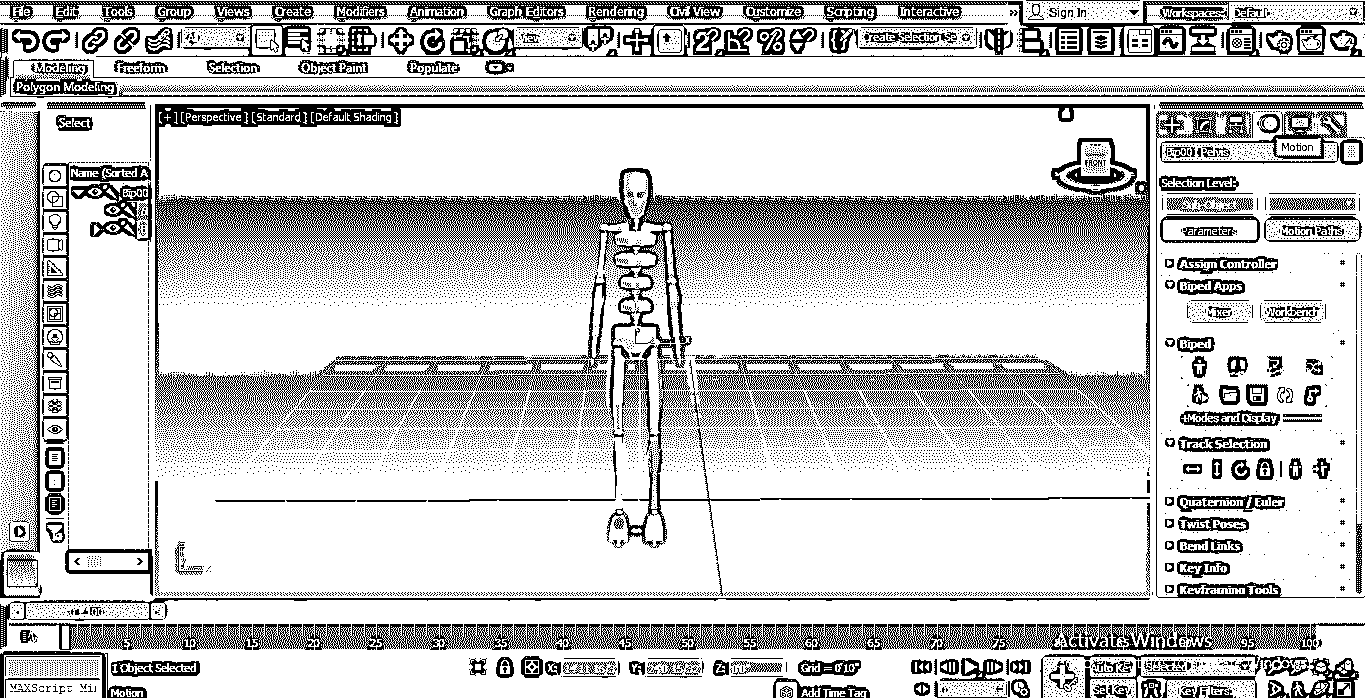 File Edit Tools Group Views Create Modifiers Animation Graph Editors Rendering Civil View Customize Scripting Interactive » Sign In Workspaces: Default
View Create Selection Se
Modeling Freeform Selection Object Paint Populate
Polygon Modeling
Select
[+] [Perspective] [Standard] [Default Shading]
Name (Sorted A
Bip00
FRONT
Motion
Bip001 Pelvis
Selection Level:
Parameters Motion Paths
Assign Controller
Biped Apps
Mixer Workbench
Biped
+Modes and Display
Track Selection
Quaternion / Euler
Twist Poses
Bend Links
Key Info
Keyframing Tools
5 10 15 20 25 30 35 40 45 50 55 60 65 70 75 95 100
Activate Windows
1 Object Selected X: Y: Z: Grid = 0'10" Auto Key Selected
MAXScript Mi Motion Add Time Tag Set Key Key Filters...